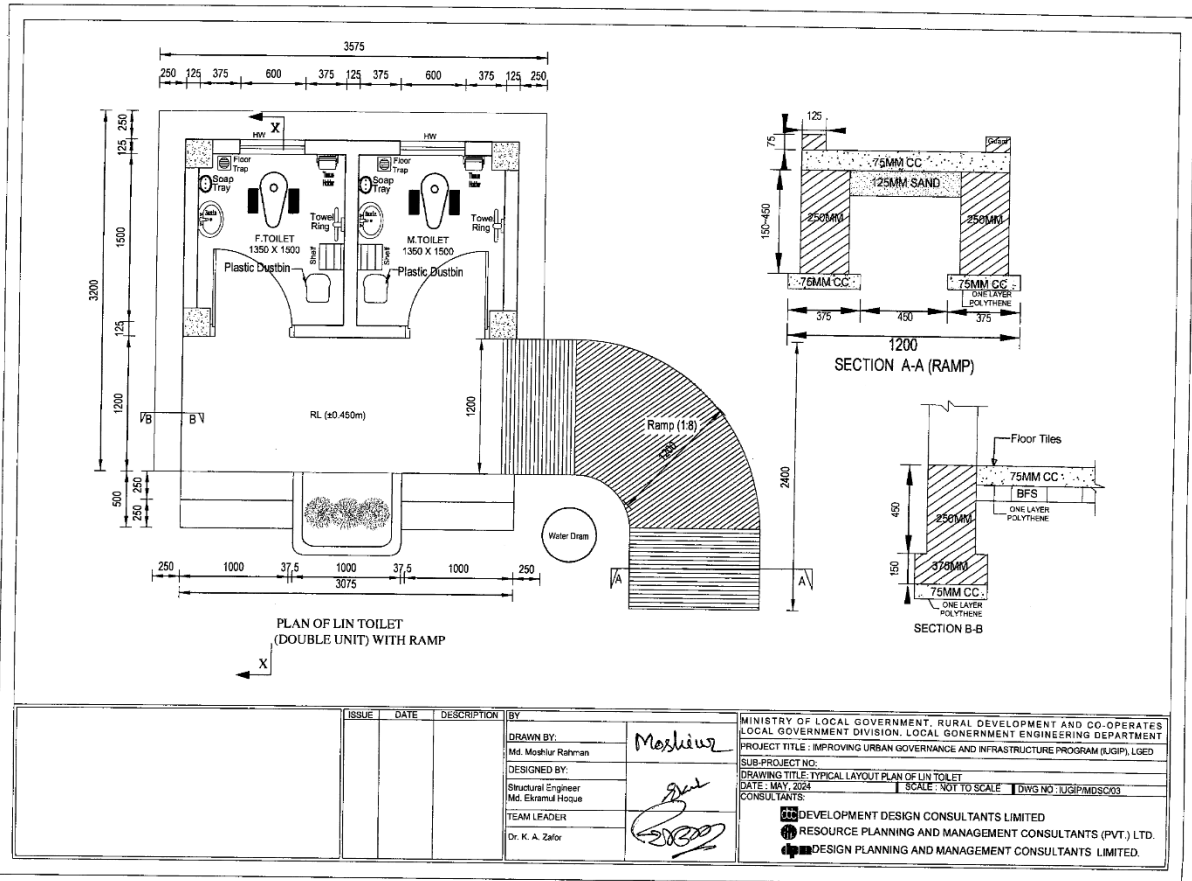 3575
250 125 375 600 375 125 375 600 375 125 250
X
HW
HW
250
125
1500
3200
125
1200
500
250
250
Floor
Trap
Soap
Tray
Tissue
Holder
Towel
Ring
F.TOILET
1350 X 1500
Shelf
Plastic Dustbin
Floor
Trap
Soap
Tray
Tissue
Holder
Towel
Ring
M.TOILET
1350 X 1500
Shelf
Plastic Dustbin
B B
RL (±0.450m)
1200
Ramp (1:8)
1200
2400
Water Dram
A A
250 1000 37,5 1000 37,5 1000 250
3075
PLAN OF LIN TOILET
(DOUBLE UNIT) WITH RAMP
X
125
75
Guard
75MM CC
125MM SAND
150~450
250MM
250MM
75MM CC
75MM CC
ONE LAYER
POLYTHENE
375 450 375
1200
SECTION A-A (RAMP)
Floor Tiles
75MM CC
BFS
ONE LAYER
POLYTHENE
450
250MM
150
375MM
75MM CC
ONE LAYER
POLYTHENE
SECTION B-B
ISSUE DATE DESCRIPTION BY
DRAWN BY:
Md. Moshiur Rahman
Moshiur
DESIGNED BY:
Structural Engineer
Md. Ekramul Hoque
TEAM LEADER
Dr. K. A. Zafor
MINISTRY OF LOCAL GOVERNMENT, RURAL DEVELOPMENT AND CO-OPERATES
LOCAL GOVERNMENT DIVISION, LOCAL GONERNMENT ENGINEERING DEPARTMENT
PROJECT TITLE : IMPROVING URBAN GOVERNANCE AND INFRASTRUCTURE PROGRAM (IUGIP), LGED
SUB-PROJECT NO:
DRAWING TITLE: TYPICAL LAYOUT PLAN OF LIN TOILET
DATE : MAY, 2024 SCALE : NOT TO SCALE DWG NO : IUGIP/MDSC/03
CONSULTANTS:
ddc DEVELOPMENT DESIGN CONSULTANTS LIMITED
RESOURCE PLANNING AND MANAGEMENT CONSULTANTS (PVT.) LTD.
dpm DESIGN PLANNING AND MANAGEMENT CONSULTANTS LIMITED.